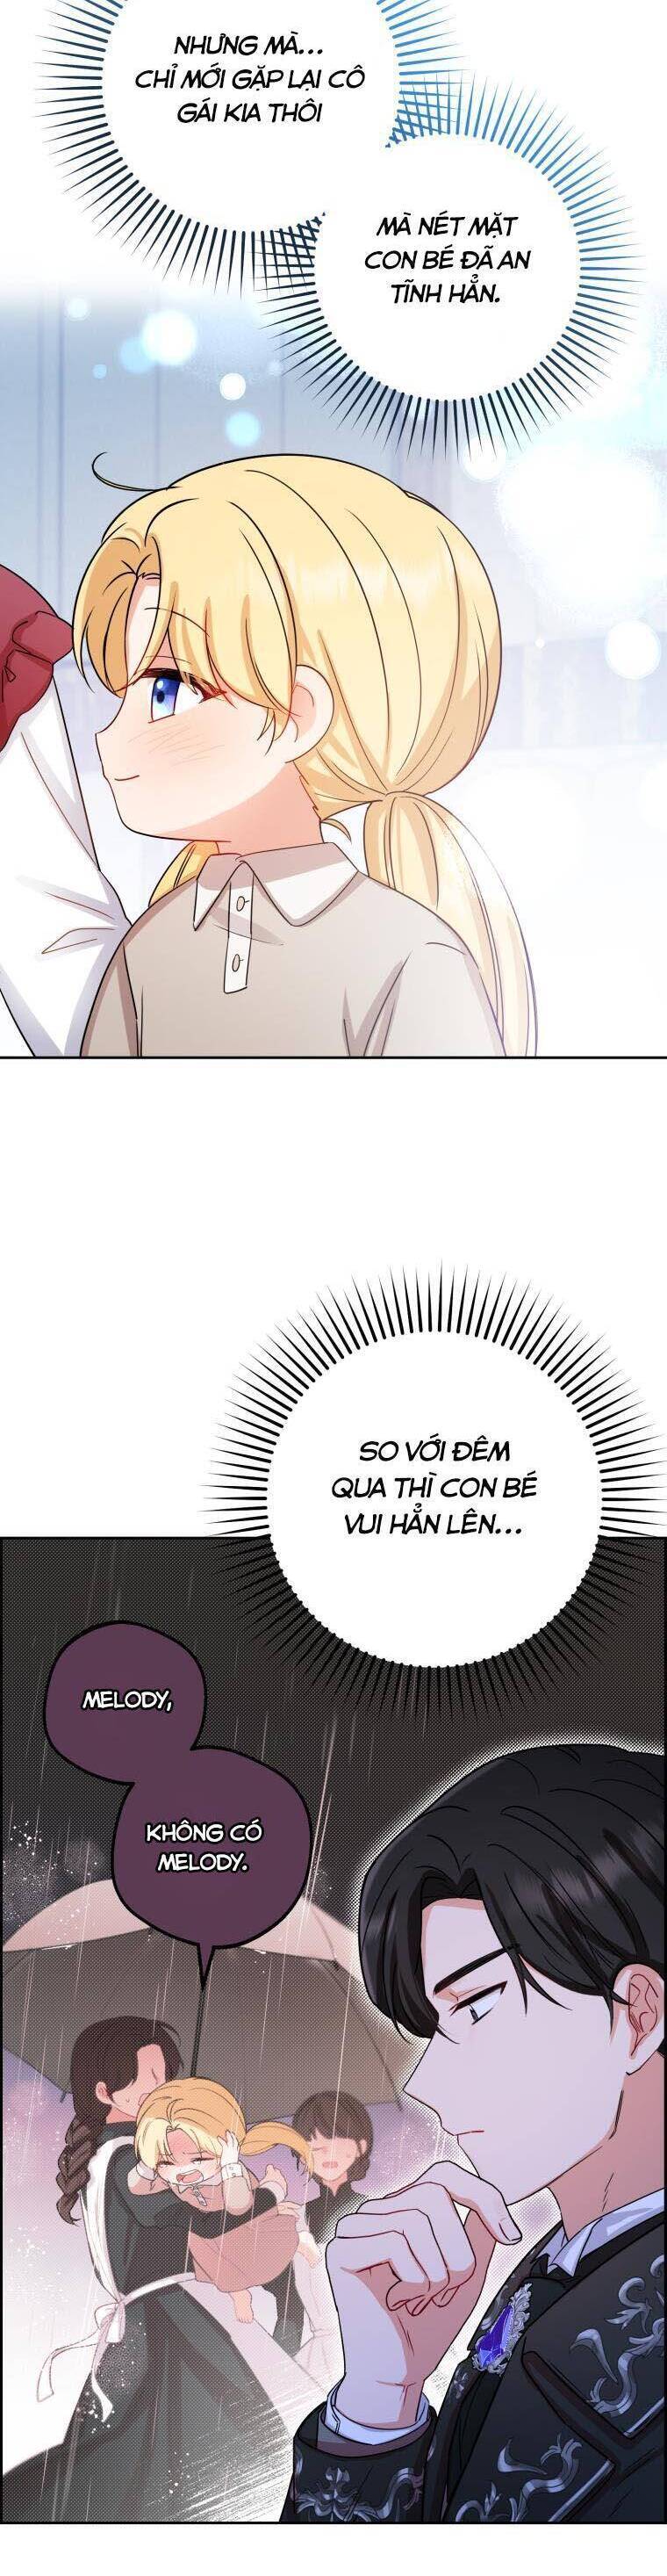 NHƯNG MÀ...
CHỈ MỚI GẶP LẠI CÔ
GÁI KIA THÔI
MÀ NÉT MẶT
CON BÉ ĐÃ AN
TĨNH HẲN.
SO VỚI ĐÊM
QUA THÌ CON BÉ
VUI HẲN LÊN...
MELODY,
KHÔNG CÓ
MELODY.